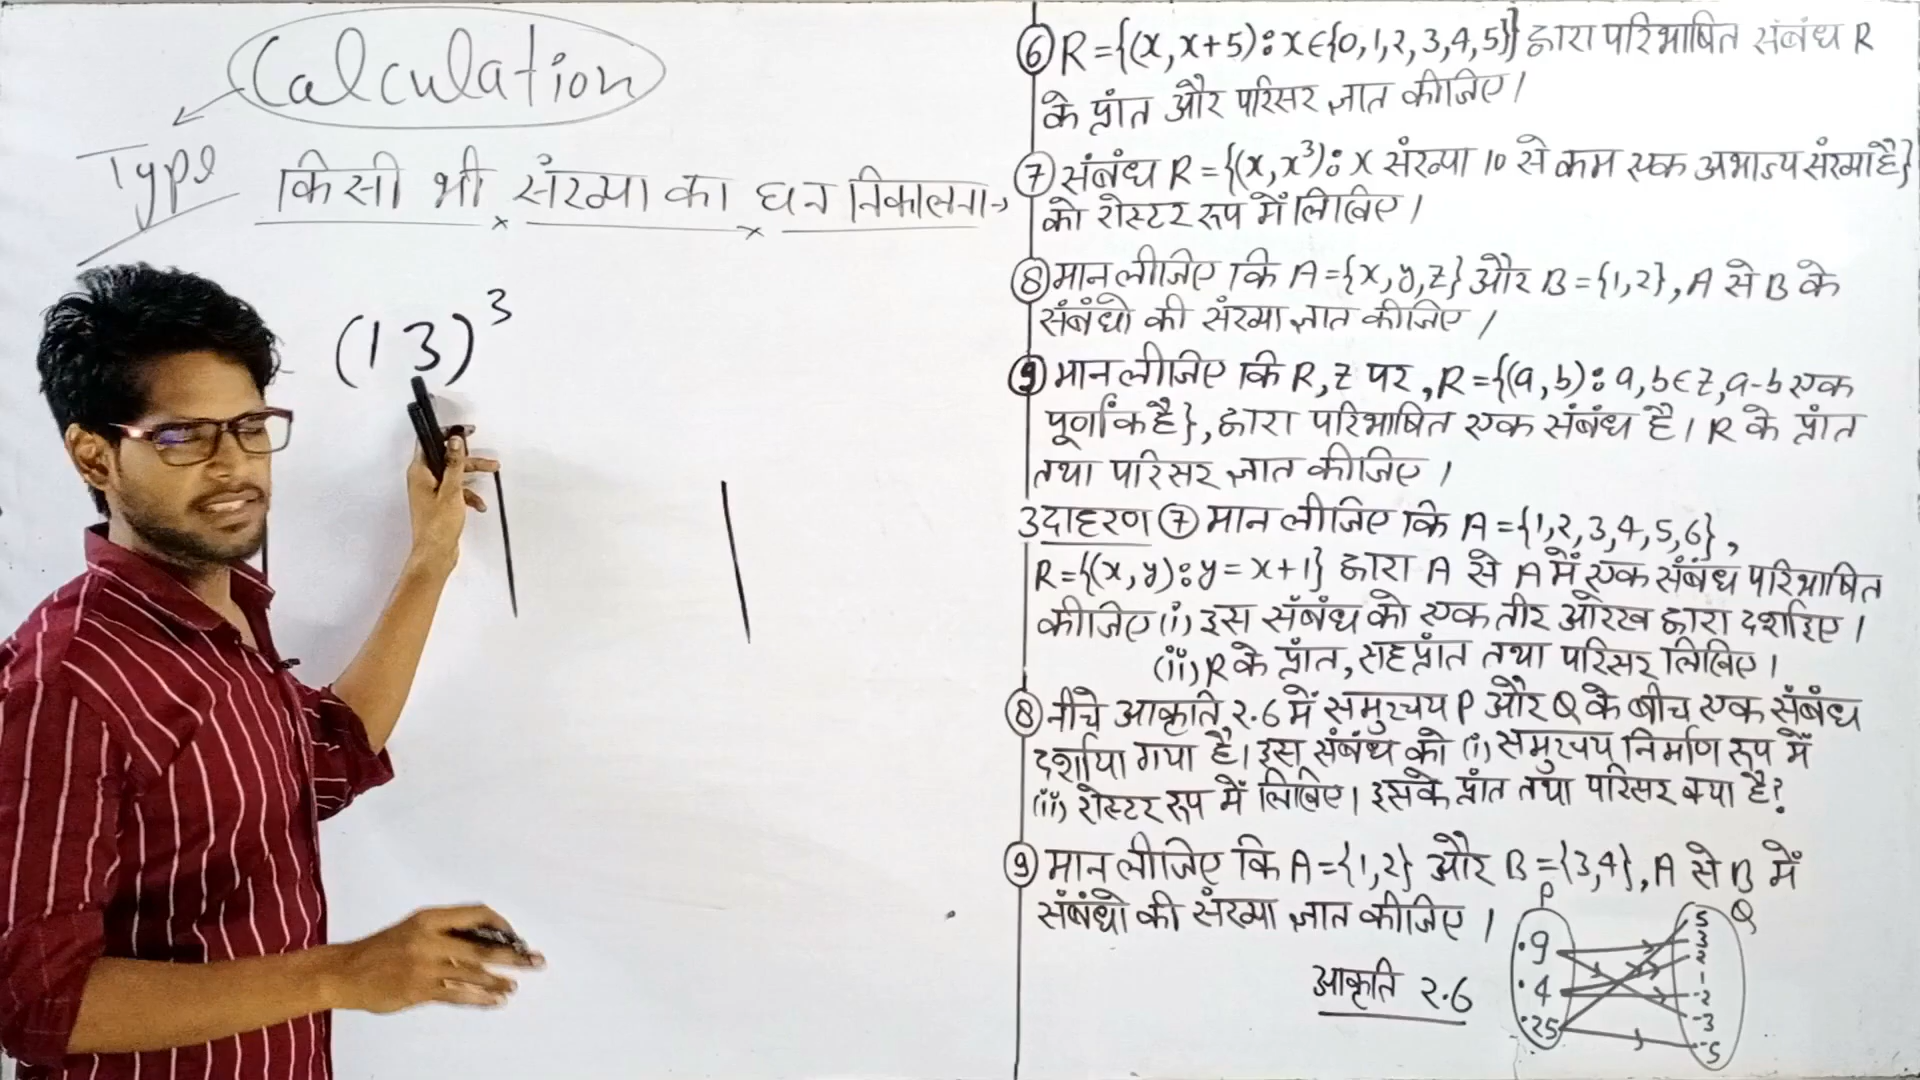 Calculation
Type
किसी भी संख्या का घन निकालना→
(13)³
⑥ R={(x,x+5):x∈{0,1,2,3,4,5}} द्वारा परिभाषित संबंध R
के प्रांत और परिसर ज्ञात कीजिए।
⑦ संबंध R={(x,x³): x संख्या 10 से कम एक अभाज्य संख्या है}
को रोस्टर रूप में लिखिए।
⑧ मान लीजिए कि A={x,y,z} और B={1,2}, A से B के
संबंधो की संख्या ज्ञात कीजिए।
⑨ मान लीजिए कि R, Z पर, R={(a,b):a,b∈Z,a-b एक
पूर्णांक है}, द्वारा परिभाषित एक संबंध है। R के प्रांत
तथा परिसर ज्ञात कीजिए।
उदाहरण ⑦ मान लीजिए कि A={1,2,3,4,5,6},
R={(x,y):y=x+1} द्वारा A से A में एक संबंध परिभाषित
कीजिए (i) इस संबंध को एक तीर आरेख द्वारा दर्शाइए।
(ii) R के प्रांत, सहप्रांत तथा परिसर लिखिए।
⑧ नीचे आकृति 2.6 में समुच्चय P और Q के बीच एक संबंध
दर्शाया गया है। इस संबंध को (i) समुच्चय निर्माण रूप में
(ii) रोस्टर रूप में लिखिए। इसके प्रांत तथा परिसर क्या है?
⑨ मान लीजिए कि A={1,2} और B={3,4}, A से B में
संबंधो की संख्या ज्ञात कीजिए।
P
Q
.9
.4
.25
5
3
2
1
-2
-3
-5
आकृति 2.6